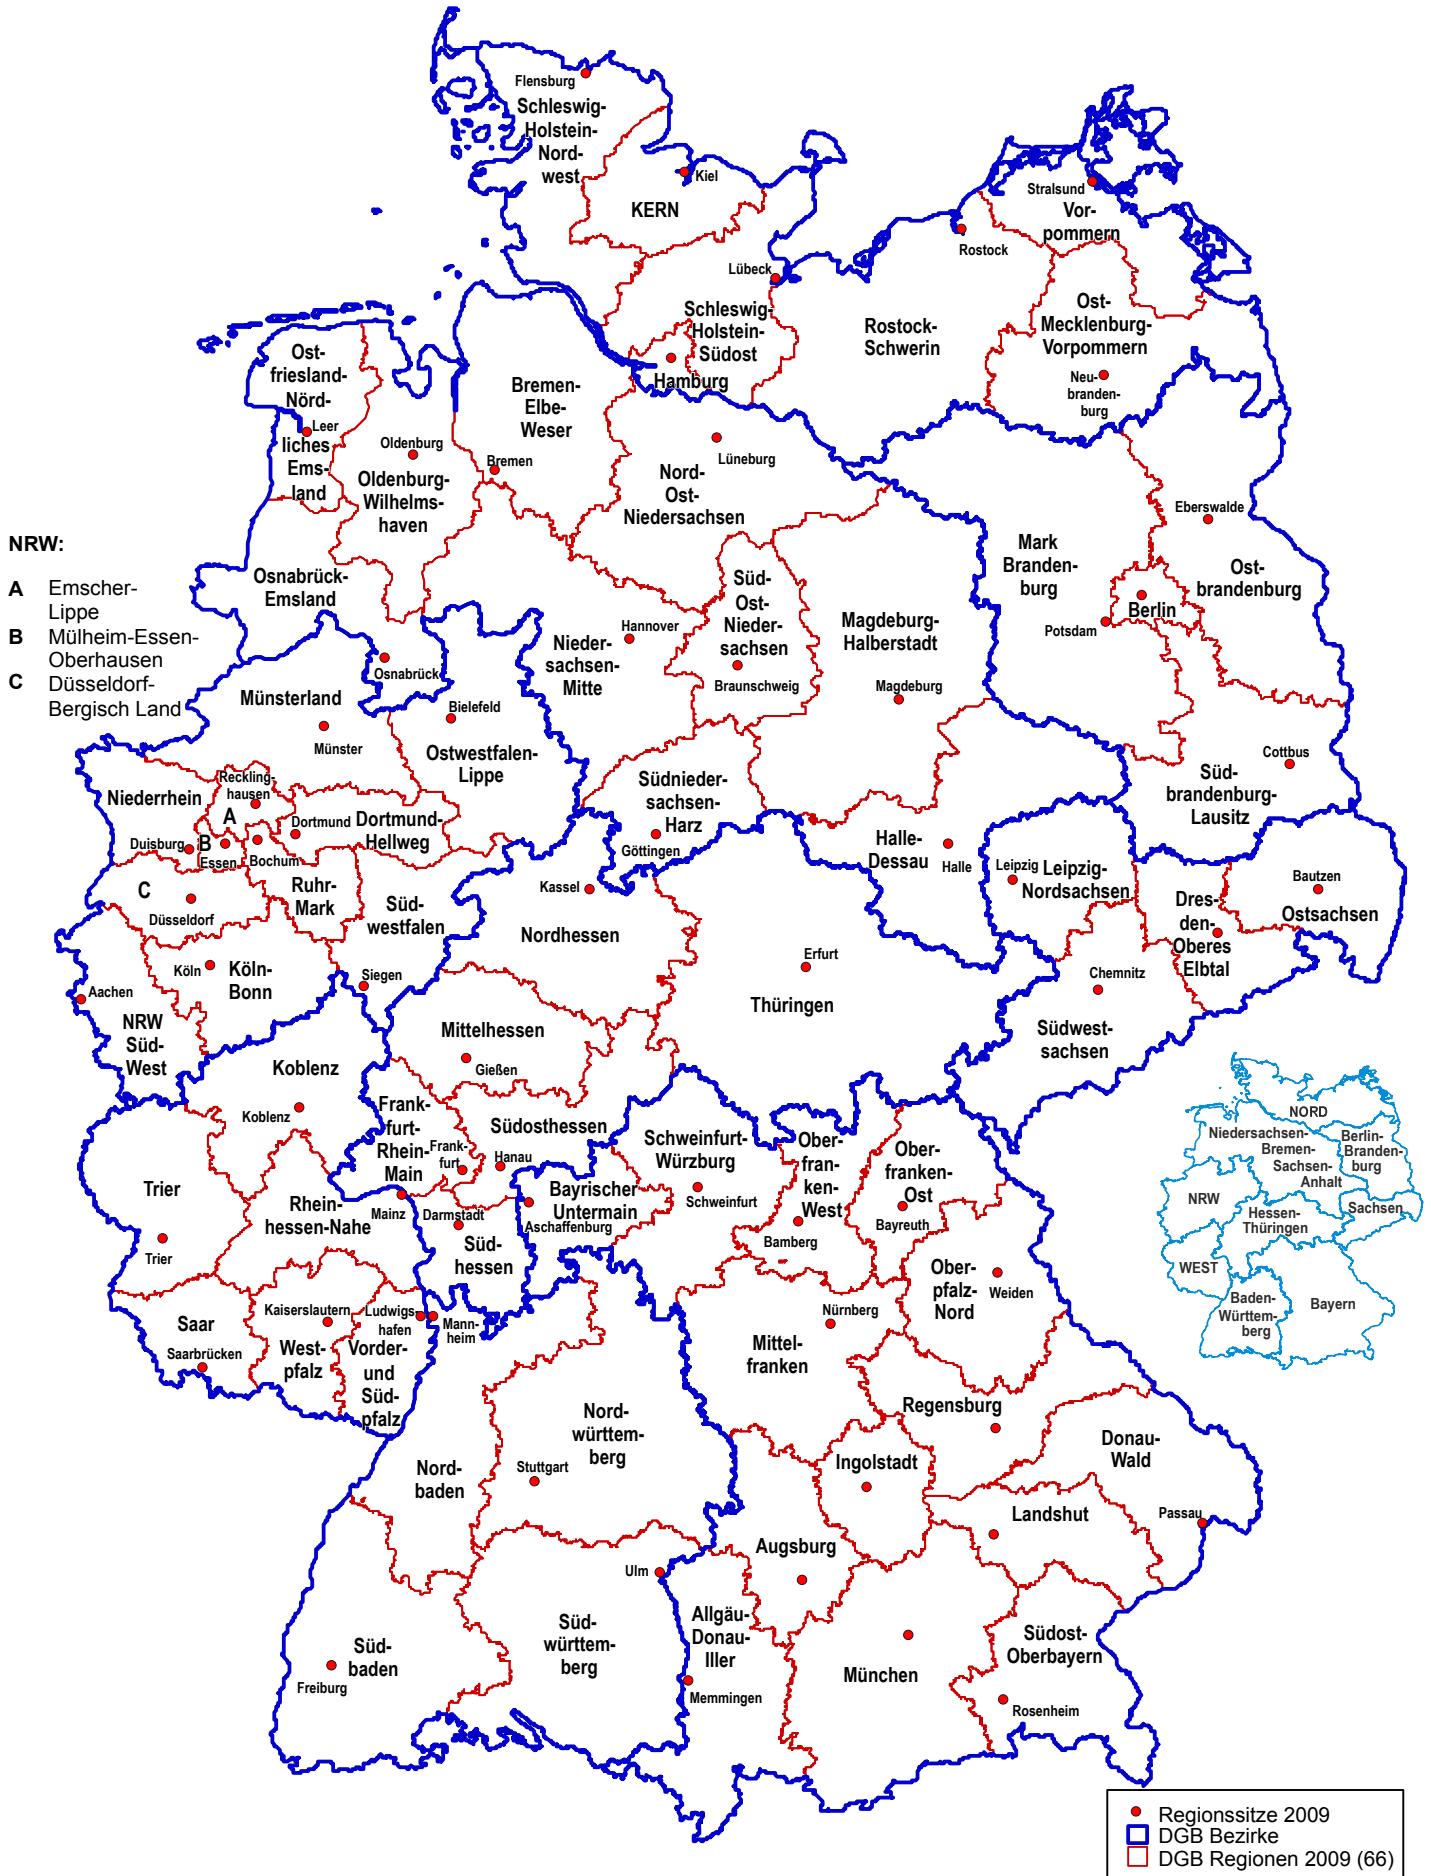 Flensburg
Schleswig-
Holstein-
Nord-
west
Kiel
KERN
Stralsund
Vor-
pommern
Rostock
Lübeck
Schleswig-
Holstein-
Südost
Hamburg
Rostock-
Schwerin
Ost-
Mecklenburg-
Vorpommern
Neu-
branden-
burg
Ost-
friesland-
Nörd-
Leer
liches
Ems-
land
Oldenburg
Oldenburg-
Wilhelms-
haven
Bremen-
Elbe-
Weser
Bremen
Lüneburg
Nord-
Ost-
Niedersachsen
Eberswalde
Mark
Branden-
burg
Ost-
brandenburg
Berlin
Potsdam
NRW:
A Emscher-
Lippe
B Mülheim-Essen-
Oberhausen
C Düsseldorf-
Bergisch Land
Osnabrück-
Emsland
Osnabrück
Hannover
Nieder-
sachsen-
Mitte
Süd-
Ost-
Nieder-
sachsen
Braunschweig
Magdeburg-
Halberstadt
Magdeburg
Münsterland
Münster
Bielefeld
Ostwestfalen-
Lippe
Südnieder-
sachsen-
Harz
Göttingen
Cottbus
Süd-
brandenburg-
Lausitz
Niederrhein
Reckling-
hausen
A
Duisburg
B
Essen
Bochum
Dortmund
Dortmund-
Hellweg
C
Düsseldorf
Ruhr-
Mark
Süd-
westfalen
Kassel
Nordhessen
Halle-
Dessau
Halle
Leipzig
Leipzig-
Nordsachsen
Dres-
den-
Oberes
Elbtal
Bautzen
Ostsachsen
Köln
Köln-
Bonn
Siegen
Aachen
NRW
Süd-
West
Erfurt
Thüringen
Chemnitz
Südwest-
sachsen
Mittelhessen
Gießen
Koblenz
Koblenz
Frank-
furt-
Rhein-
Main
Frank-
furt
Südosthessen
Hanau
Schweinfurt-
Würzburg
Schweinfurt
Ober-
fran-
ken-
West
Bamberg
Ober-
franken-
Ost
Bayreuth
Trier
Trier
Rhein-
hessen-Nahe
Mainz
Darmstadt
Süd-
hessen
Bayrischer
Untermain
Aschaffenburg
Ober-
pfalz-
Nord
Weiden
Saar
Saarbrücken
Kaiserslautern
West-
pfalz
Ludwigs-
hafen
Vorder-
und
Süd-
pfalz
Mann-
heim
Nürnberg
Mittel-
franken
Regensburg
Donau-
Wald
Passau
Nord-
baden
Nord-
württem-
berg
Stuttgart
Ingolstadt
Landshut
Augsburg
Ulm
Süd-
württem-
berg
Süd-
baden
Freiburg
Allgäu-
Donau-
Iller
Memmingen
München
Südost-
Oberbayern
Rosenheim
NORD
Niedersachsen-
Bremen-
Sachsen-
Anhalt
Berlin-
Branden-
burg
NRW
Hessen-
Thüringen
Sachsen
WEST
Baden-
Württem-
berg
Bayern
Regionssitze 2009
DGB Bezirke
DGB Regionen 2009 (66)